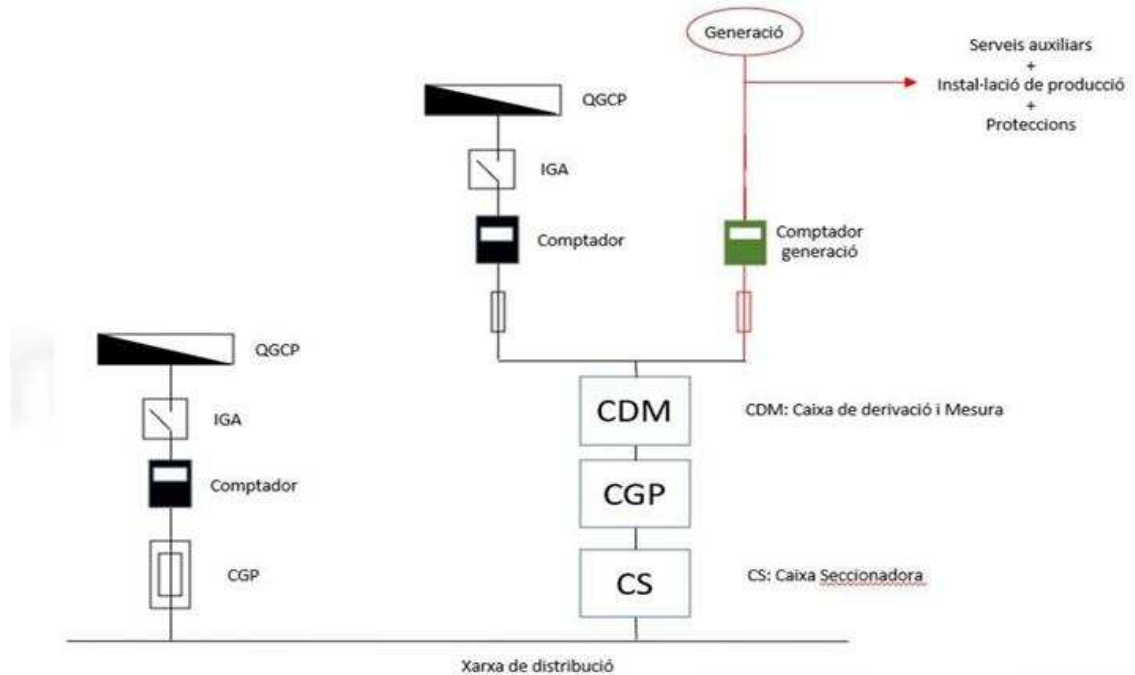 Generació
Serveis auxiliars
+
Instal·lació de producció
+
Proteccions
QGCP
IGA
Comptador
Comptador
generació
QGCP
IGA
Comptador
CGP
CDM
CDM: Caixa de derivació i Mesura
CGP
CS
CS: Caixa Seccionadora
Xarxa de distribució